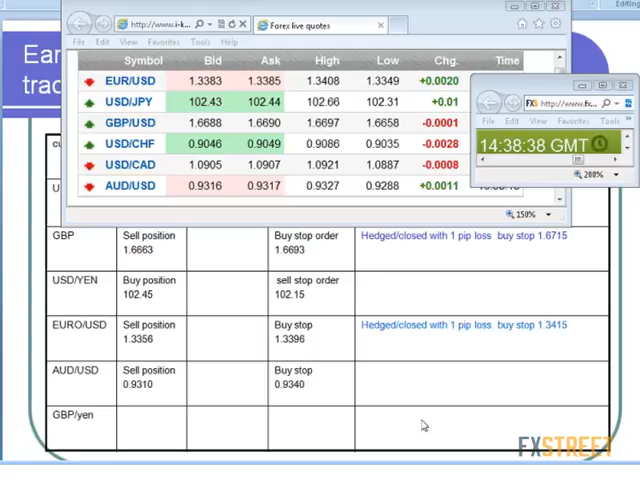 Editing
http://www.i-k...
Forex live quotes
File Edit View Favorites Tools Help
Ear
trac
Symbol Bid Ask High Low Chg. Time
EUR/USD 1.3383 1.3385 1.3408 1.3349 +0.0020
USD/JPY 102.43 102.44 102.66 102.31 +0.01
GBP/USD 1.6688 1.6690 1.6697 1.6658 -0.0001
USD/CHF 0.9046 0.9049 0.9086 0.9035 -0.0028
USD/CAD 1.0905 1.0907 1.0921 1.0887 -0.0008
AUD/USD 0.9316 0.9317 0.9327 0.9288 +0.0011
150%
FXS http://www.fx...
File Edit View Favorites Tools
14:38:38 GMT
200%
cu
U
GBP Sell position Buy stop order Hedged/closed with 1 pip loss buy stop 1.6715
1.6663 1.6693
USD/YEN Buy position sell stop order
102.45 102.15
EURO/USD Sell position Buy stop Hedged/closed with 1 pip loss buy stop 1.3415
1.3356 1.3396
AUD/USD Sell position Buy stop
0.9310 0.9340
GBP/yen
FXSTREET